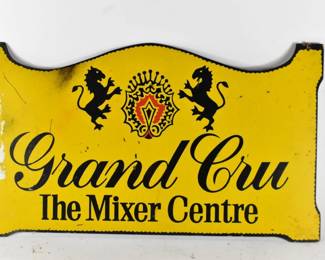 Grand Cru
The Mixer Centre